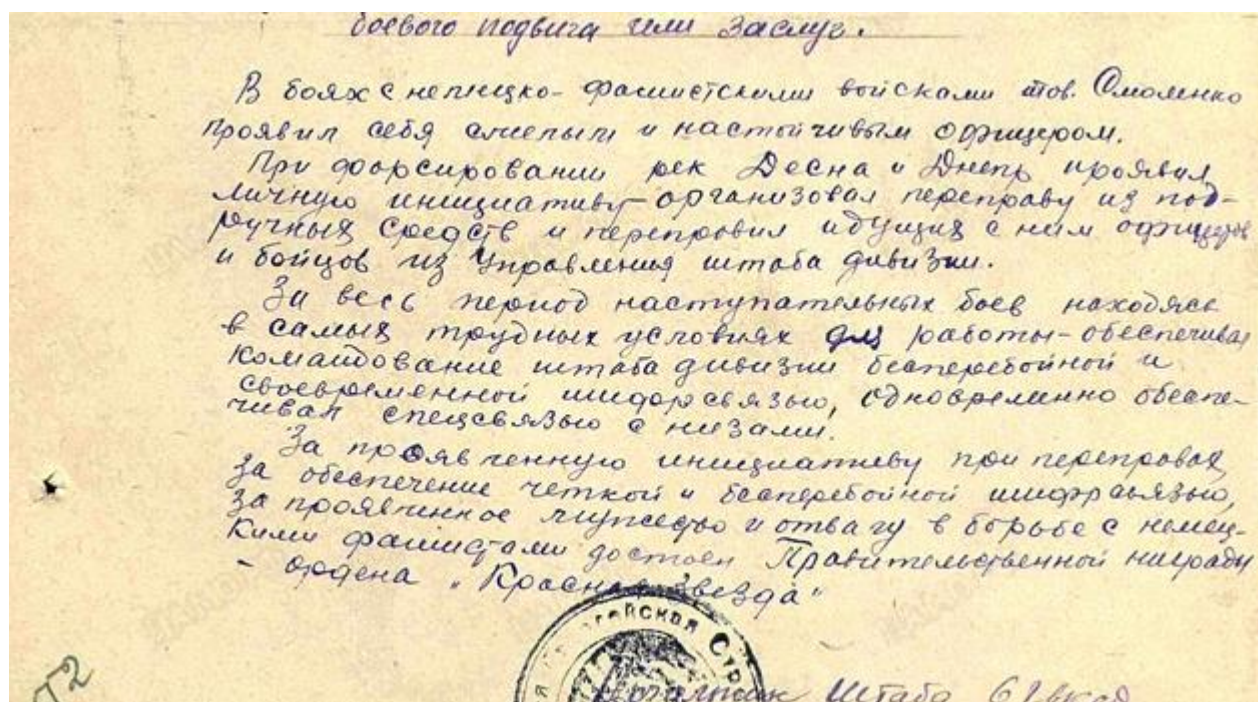 боевого подвига или заслуг.
В боях с немецко-фашистскими войсками тов. Смоленко
проявил себя смелым и настойчивым офицером.
При форсировании рек Десна и Днепр проявил
личную инициативу-организовал переправу из под-
ручных средств и переправил идущих с ним офицеров
и бойцов из Управления штаба дивизии.
За весь период наступательных боев находясь
в самых трудных условиях для работы-обеспечивал
командование штаба дивизии бесперебойной и
своевременной шифрсвязью, одновременно обеспе-
чивал спецсвязью с низами.
За проявленную инициативу при переправах,
за обеспечение четкой и бесперебойной шифрсвязью,
за проявленное мужество и отвагу в борьбе с немец-
кими фашистами достоен Правительственной награды
- ордена "Красная Звезда"
Штаба